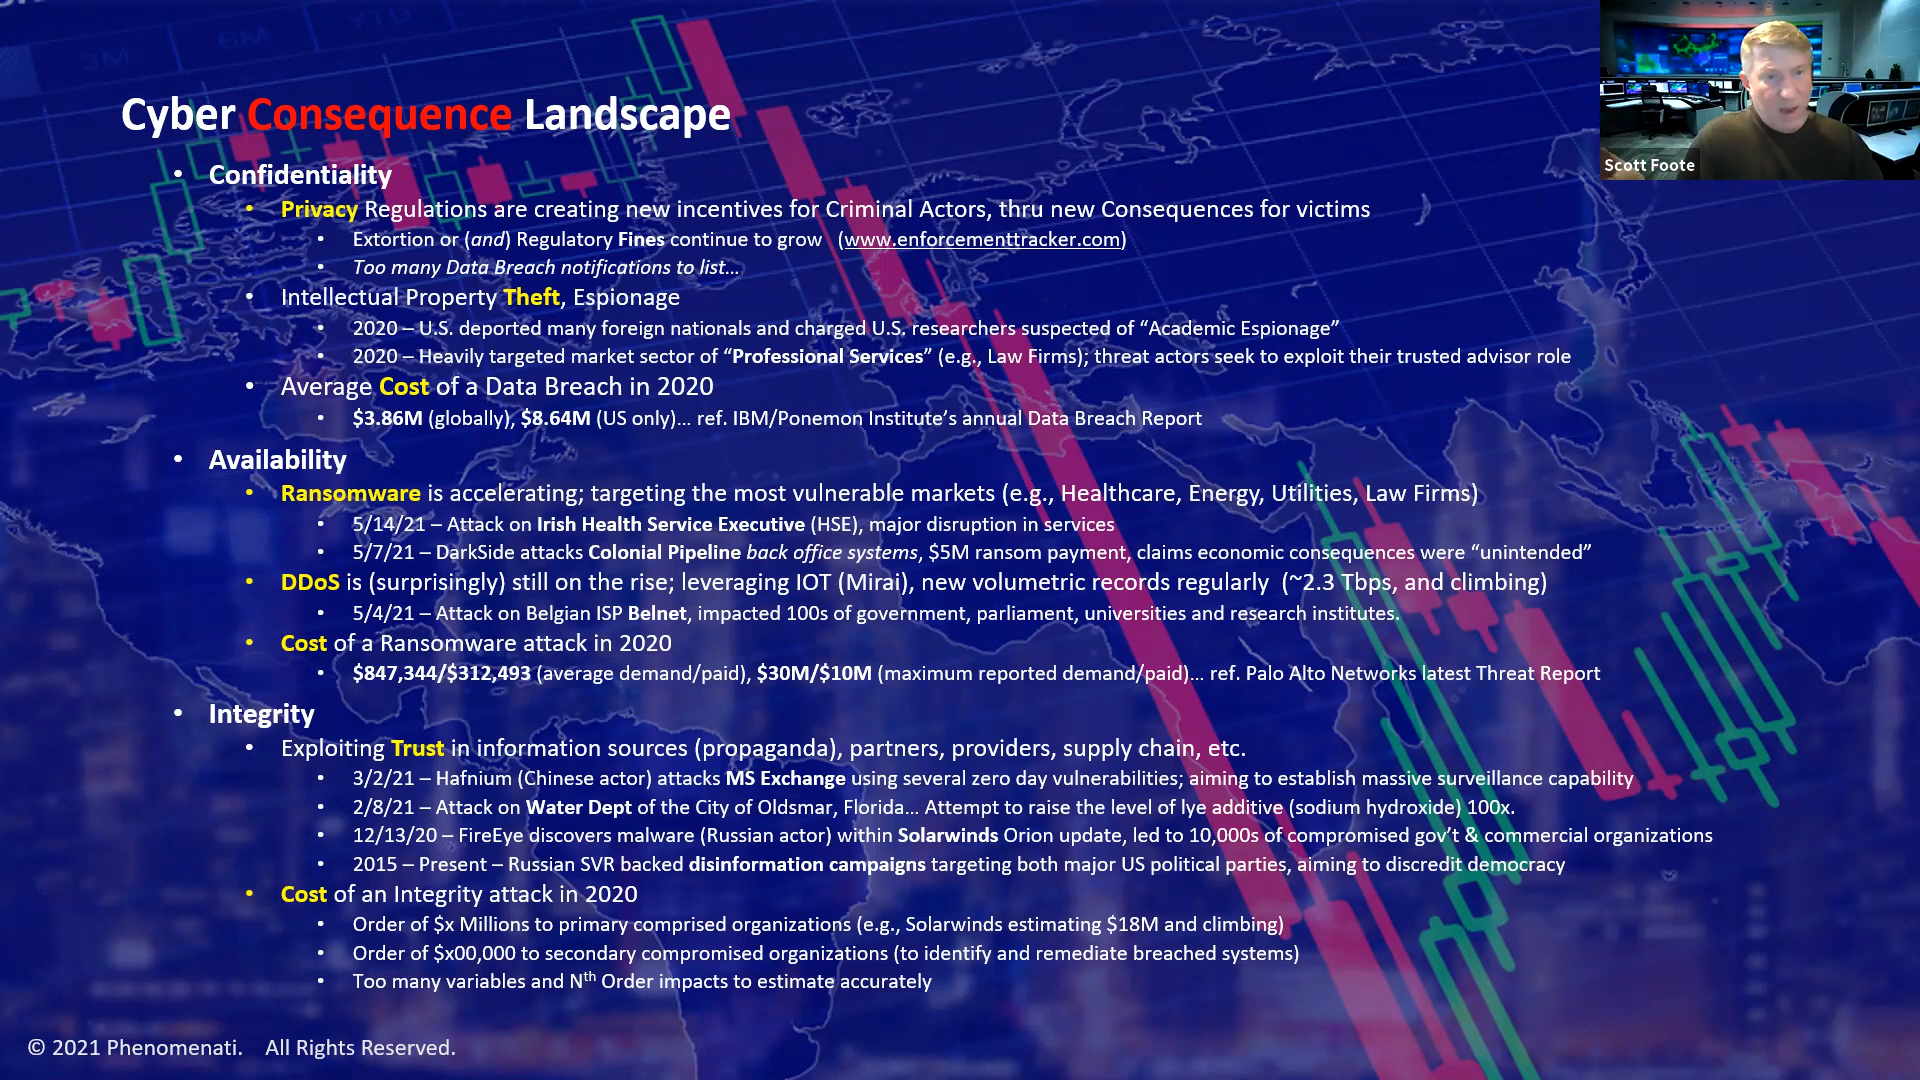 3M 6M YTD
Cyber Consequence Landscape
Scott Foote
• Confidentiality
• Privacy Regulations are creating new incentives for Criminal Actors, thru new Consequences for victims
• Extortion or (and) Regulatory Fines continue to grow (www.enforcementtracker.com)
• Too many Data Breach notifications to list...
• Intellectual Property Theft, Espionage
• 2020 – U.S. deported many foreign nationals and charged U.S. researchers suspected of “Academic Espionage”
• 2020 – Heavily targeted market sector of “Professional Services” (e.g., Law Firms); threat actors seek to exploit their trusted advisor role
• Average Cost of a Data Breach in 2020
• $3.86M (globally), $8.64M (US only)... ref. IBM/Ponemon Institute’s annual Data Breach Report
• Availability
• Ransomware is accelerating; targeting the most vulnerable markets (e.g., Healthcare, Energy, Utilities, Law Firms)
• 5/14/21 – Attack on Irish Health Service Executive (HSE), major disruption in services
• 5/7/21 – DarkSide attacks Colonial Pipeline back office systems, $5M ransom payment, claims economic consequences were “unintended”
• DDoS is (surprisingly) still on the rise; leveraging IOT (Mirai), new volumetric records regularly (~2.3 Tbps, and climbing)
• 5/4/21 – Attack on Belgian ISP Belnet, impacted 100s of government, parliament, universities and research institutes.
• Cost of a Ransomware attack in 2020
• $847,344/$312,493 (average demand/paid), $30M/$10M (maximum reported demand/paid)... ref. Palo Alto Networks latest Threat Report
• Integrity
• Exploiting Trust in information sources (propaganda), partners, providers, supply chain, etc.
• 3/2/21 – Hafnium (Chinese actor) attacks MS Exchange using several zero day vulnerabilities; aiming to establish massive surveillance capability
• 2/8/21 – Attack on Water Dept of the City of Oldsmar, Florida... Attempt to raise the level of lye additive (sodium hydroxide) 100x.
• 12/13/20 – FireEye discovers malware (Russian actor) within Solarwinds Orion update, led to 10,000s of compromised gov’t & commercial organizations
• 2015 – Present – Russian SVR backed disinformation campaigns targeting both major US political parties, aiming to discredit democracy
• Cost of an Integrity attack in 2020
• Order of $x Millions to primary comprised organizations (e.g., Solarwinds estimating $18M and climbing)
• Order of $x00,000 to secondary compromised organizations (to identify and remediate breached systems)
• Too many variables and Nth Order impacts to estimate accurately
© 2021 Phenomenati. All Rights Reserved.